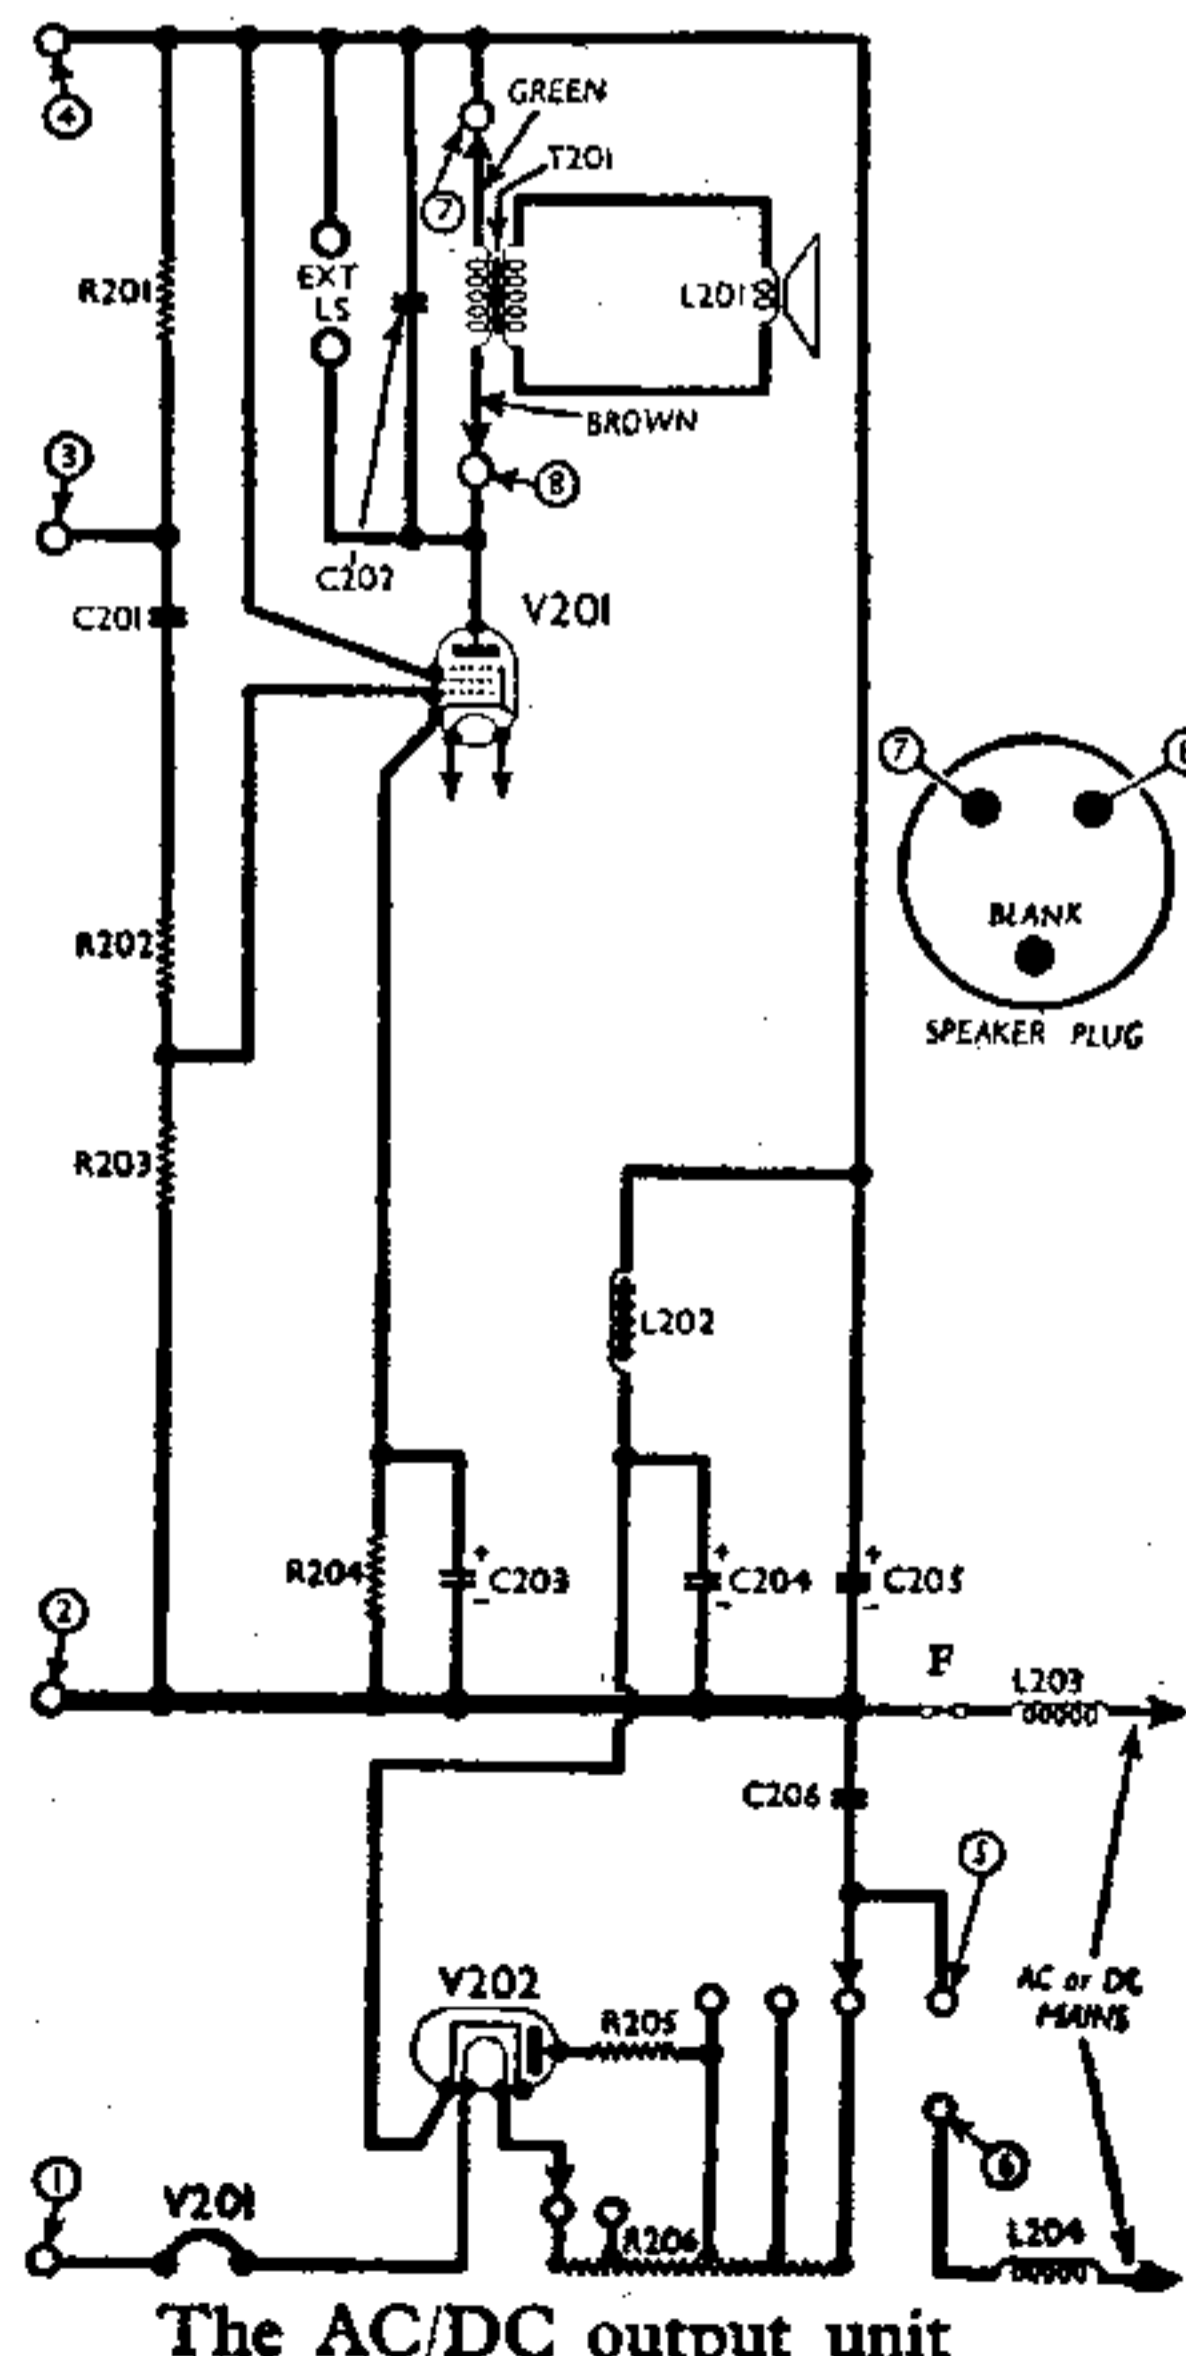 4
GREEN
T201
7
R201
EXT
LS
L201
BROWN
3
8
C202
C201
V201
7
R202
BLANK
SPEAKER PLUG
R203
L202
R204
+
C203
-
+
C204
-
+
C205
-
2
F
L203
C206
5
AC or DC
MAINS
V202
R205
6
1
V201
R206
L204
The AC/DC output unit